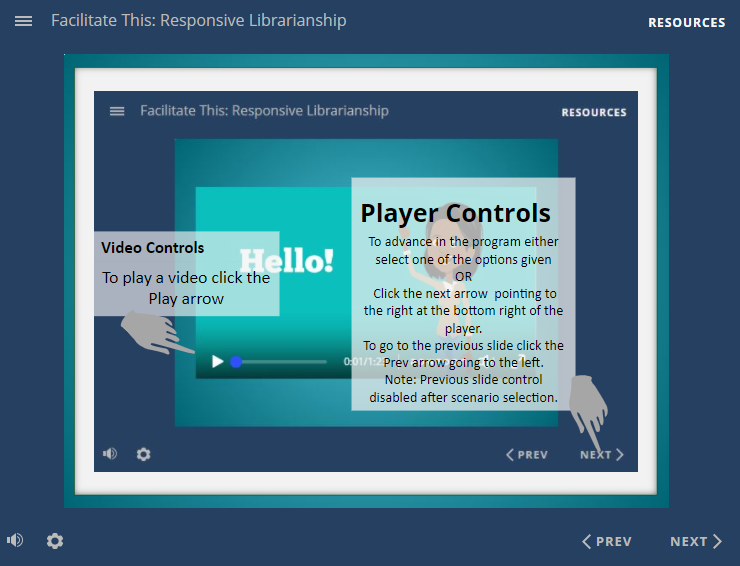 Facilitate This: Responsive Librarianship
RESOURCES
Facilitate This: Responsive Librarianship
RESOURCES
Hello!
Video Controls
To play a video click the
Play arrow
Player Controls
To advance in the program either
select one of the options given
OR
Click the next arrow pointing to
the right at the bottom right of the
player.
To go to the previous slide click the
Prev arrow going to the left.
Note: Previous slide control
disabled after scenario selection.
PREV
NEXT
PREV
NEXT